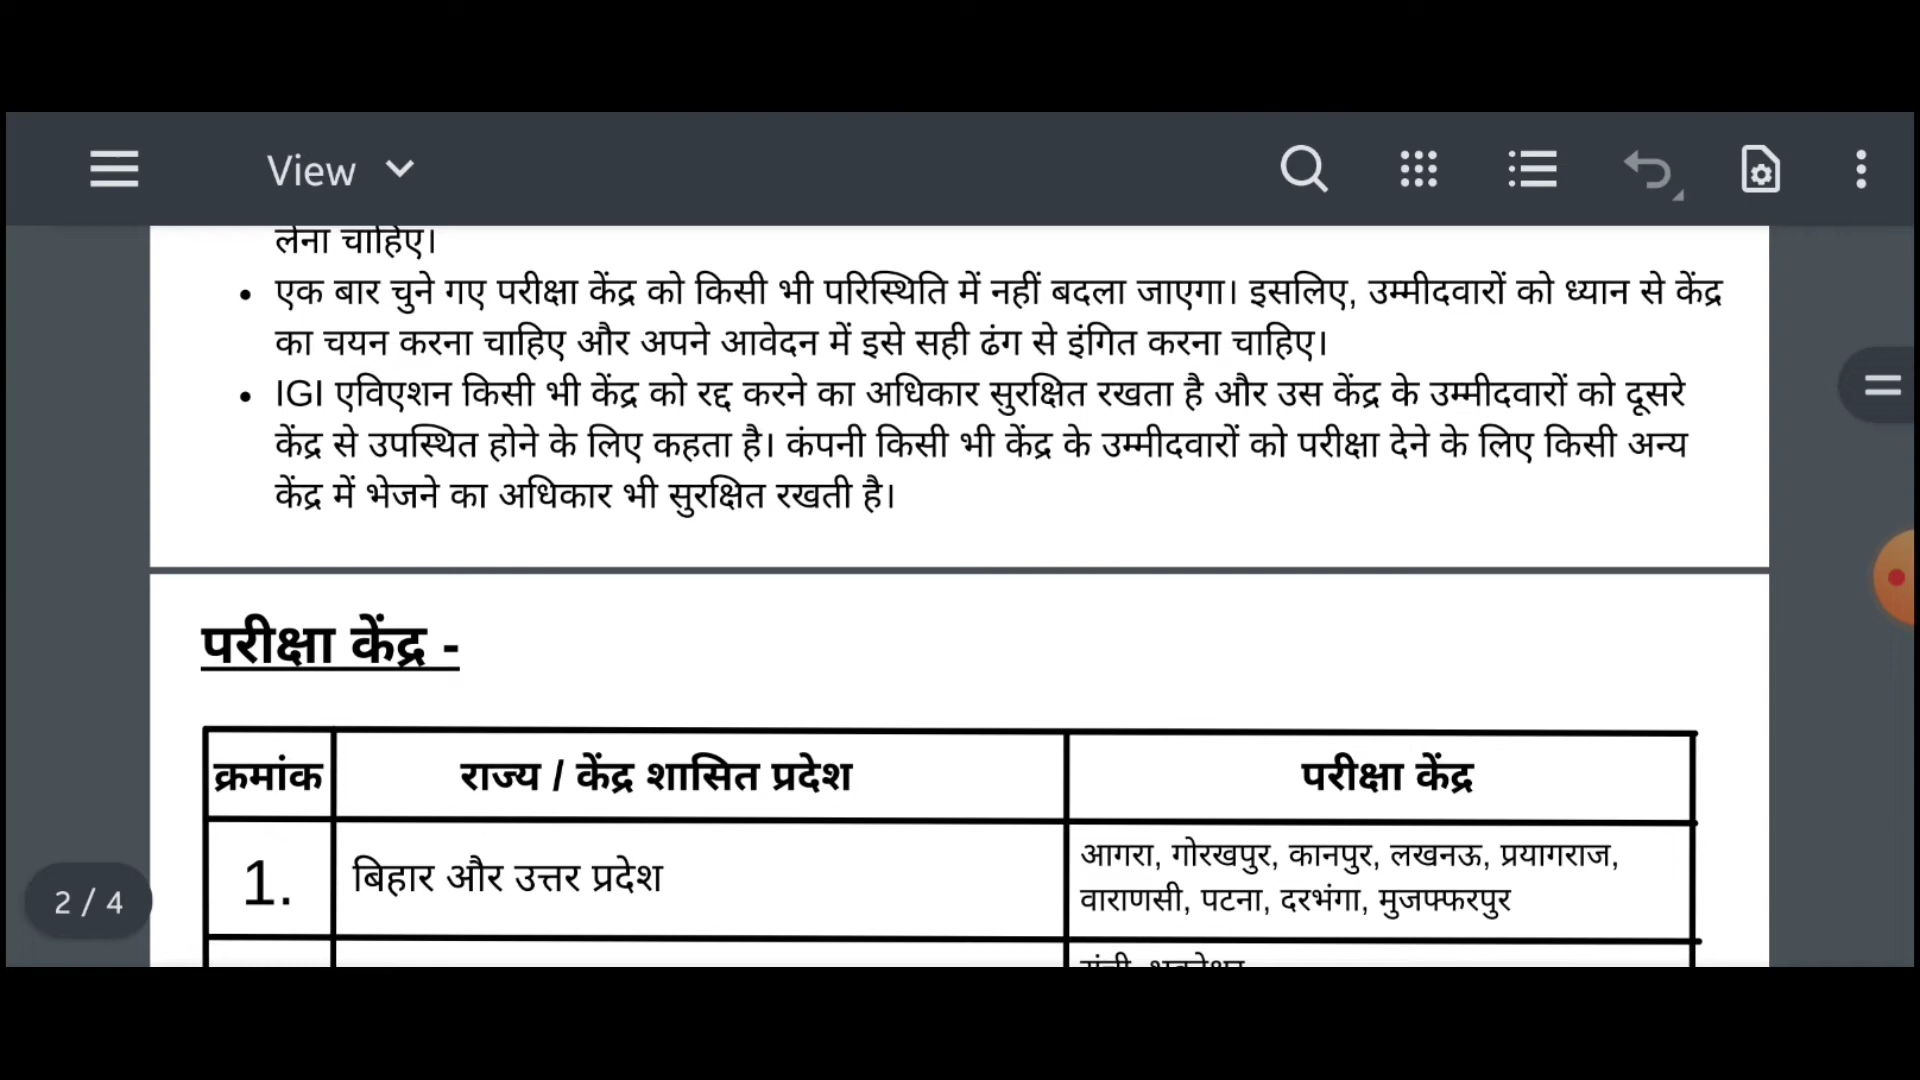 View
लेना चाहिए।
• एक बार चुने गए परीक्षा केंद्र को किसी भी परिस्थिति में नहीं बदला जाएगा। इसलिए, उम्मीदवारों को ध्यान से केंद्र
का चयन करना चाहिए और अपने आवेदन में इसे सही ढंग से इंगित करना चाहिए।
• IGI एविएशन किसी भी केंद्र को रद्द करने का अधिकार सुरक्षित रखता है और उस केंद्र के उम्मीदवारों को दूसरे
केंद्र से उपस्थित होने के लिए कहता है। कंपनी किसी भी केंद्र के उम्मीदवारों को परीक्षा देने के लिए किसी अन्य
केंद्र में भेजने का अधिकार भी सुरक्षित रखती है।
परीक्षा केंद्र -
क्रमांक राज्य / केंद्र शासित प्रदेश परीक्षा केंद्र
1. बिहार और उत्तर प्रदेश आगरा, गोरखपुर, कानपुर, लखनऊ, प्रयागराज,
वाराणसी, पटना, दरभंगा, मुजफ्फरपुर
2 / 4